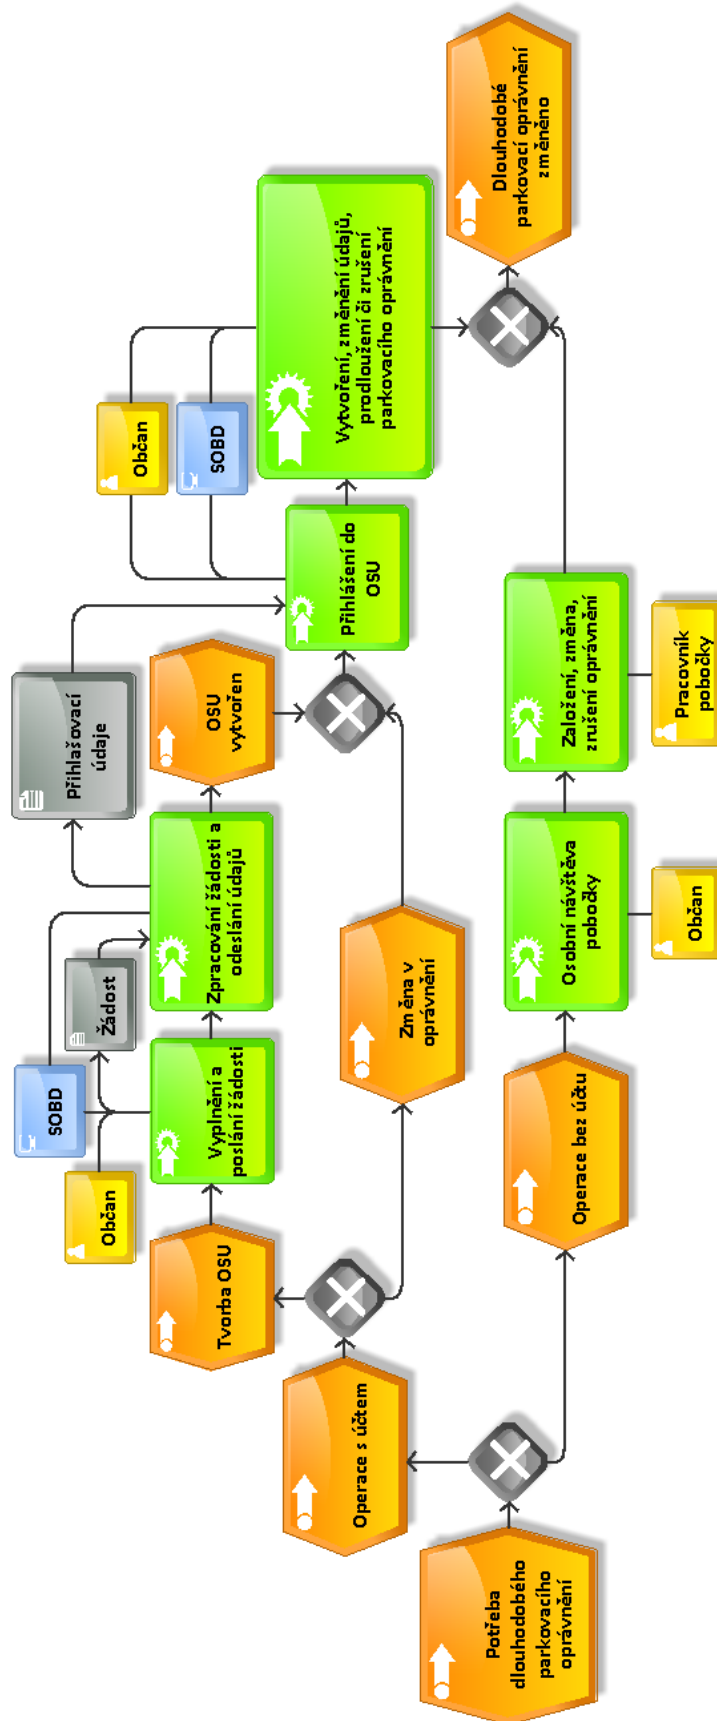 Potřeba
dlouhodobého
parkovacího
oprávnění
Operace s účtem
Tvorba OSU
Občan
SOBD
Vyplnění a
poslání žádosti
Žádost
Zpracování žádosti a
odeslání údajů
Přihlašovací
údaje
OSU
vytvořen
Změna v
oprávnění
Přihlášení do
OSU
Občan
SOBD
Vytvoření, změnění údajů,
prodloužení či zrušení
parkovacího oprávnění
Operace bez účtu
Osobní návštěva
pobočky
Občan
Založení, změna,
zrušení oprávnění
Pracovník
pobočky
Dlouhodobé
parkovací oprávnění
změněno